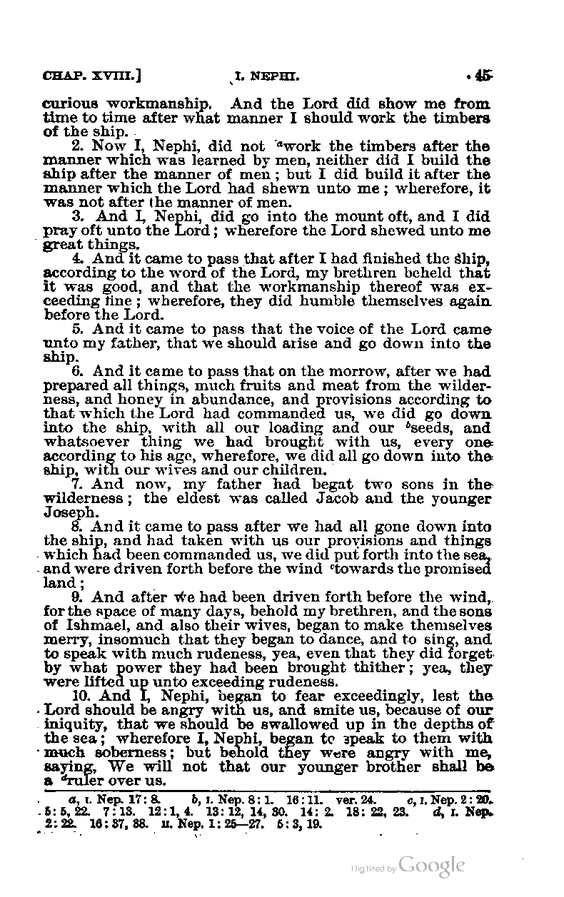 CHAP. XVIII.] I. NEPHI. 45
curious workmanship. And the Lord did show me from
time to time after what manner I should work the timbers
of the ship.
2. Now I, Nephi, did not ᵃwork the timbers after the
manner which was learned by men, neither did I build the
ship after the manner of men; but I did build it after the
manner which the Lord had shewn unto me; wherefore, it
was not after the manner of men.
3. And I, Nephi, did go into the mount oft, and I did
pray oft unto the Lord; wherefore the Lord shewed unto me
great things.
4. And it came to pass that after I had finished the ship,
according to the word of the Lord, my brethren beheld that
it was good, and that the workmanship thereof was ex-
ceeding fine; wherefore, they did humble themselves again
before the Lord.
5. And it came to pass that the voice of the Lord came
unto my father, that we should arise and go down into the
ship.
6. And it came to pass that on the morrow, after we had
prepared all things, much fruits and meat from the wilder-
ness, and honey in abundance, and provisions according to
that which the Lord had commanded us, we did go down
into the ship, with all our loading and our ᵇseeds, and
whatsoever thing we had brought with us, every one
according to his age, wherefore, we did all go down into the
ship, with our wives and our children.
7. And now, my father had begat two sons in the
wilderness; the eldest was called Jacob and the younger
Joseph.
8. And it came to pass after we had all gone down into
the ship, and had taken with us our provisions and things
which had been commanded us, we did put forth into the sea,
and were driven forth before the wind ᶜtowards the promised
land;
9. And after we had been driven forth before the wind,
for the space of many days, behold my brethren, and the sons
of Ishmael, and also their wives, began to make themselves
merry, insomuch that they began to dance, and to sing, and
to speak with much rudeness, yea, even that they did forget
by what power they had been brought thither; yea, they
were lifted up unto exceeding rudeness.
10. And I, Nephi, began to fear exceedingly, lest the
Lord should be angry with us, and smite us, because of our
iniquity, that we should be swallowed up in the depths of
the sea; wherefore I, Nephi, began to speak to them with
much soberness; but behold they were angry with me,
saying, We will not that our younger brother shall be
a ᵈruler over us.
a, I. Nep. 17: 8. b, I. Nep. 8: 1. 16: 11. ver. 24. c, I. Nep. 2: 20.
5: 5, 22. 7: 13. 12: 1, 4. 13: 12, 14, 30. 14: 2. 18: 22, 23. d, I. Nep.
2: 22. 16: 37, 38. II. Nep. 1: 25—27. 5: 3, 19.
Digitized by Google